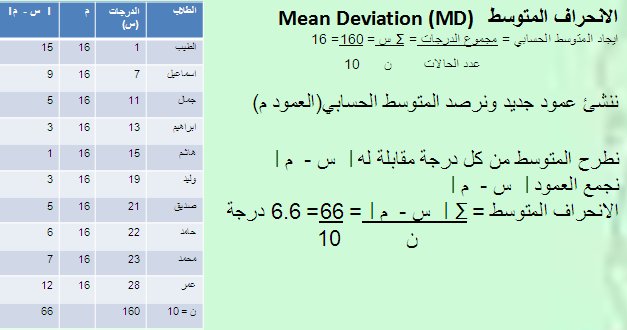 الانحراف المتوسط Mean Deviation (MD)
ايجاد المتوسط الحسابي = مجموع الدرجات = Σ س = 160 = 16
عدد الحالات ن 10
ننشئ عمود جديد ونرصد المتوسط الحسابي(العمود م)
نطرح المتوسط من كل درجة مقابلة له | س - م |
نجمع العمود | س - م |
الانحراف المتوسط = Σ | س - م | = 66 = 6.6 درجة
ن 10
الطلاب الدرجات (س) م | س - م |
الطيب 1 16 15
اسماعيل 7 16 9
جمال 11 16 5
ابراهيم 13 16 3
هاشم 15 16 1
وليد 19 16 3
صديق 21 16 5
حامد 22 16 6
محمد 23 16 7
عمر 28 16 12
ن = 10 160 66